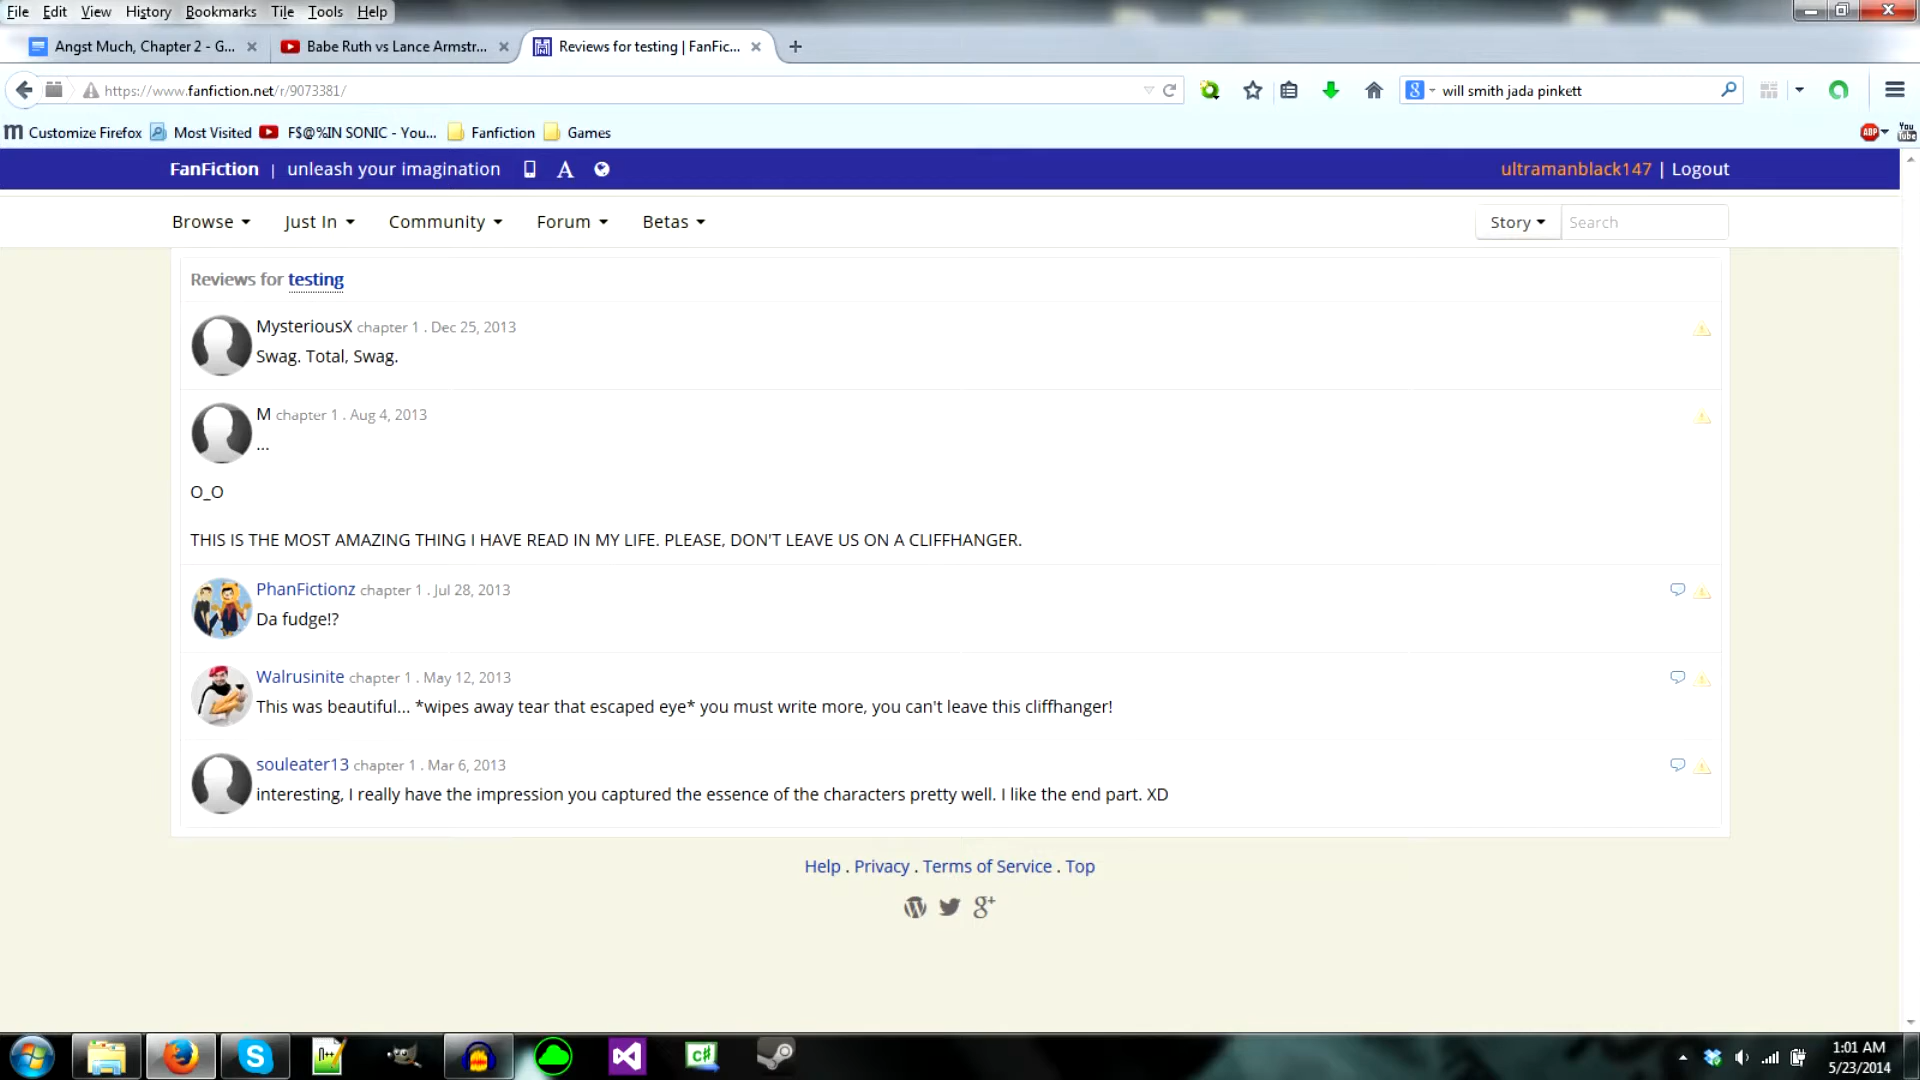 File Edit View History Bookmarks Tile Tools Help
Angst Much, Chapter 2 - G... Babe Ruth vs Lance Armstr... Reviews for testing | FanFic...
https://www.fanfiction.net/r/9073381/ will smith jada pinkett
Customize Firefox Most Visited F$@%IN SONIC - You... Fanfiction Games ABP You Tube
FanFiction | unleash your imagination ultramanblack147 | Logout
Browse Just In Community Forum Betas Story Search
Reviews for testing
MysteriousX chapter 1 . Dec 25, 2013
Swag. Total, Swag.
M chapter 1 . Aug 4, 2013
...
O_O
THIS IS THE MOST AMAZING THING I HAVE READ IN MY LIFE. PLEASE, DON'T LEAVE US ON A CLIFFHANGER.
PhanFictionz chapter 1 . Jul 28, 2013
Da fudge!?
Walrusinite chapter 1 . May 12, 2013
This was beautiful... *wipes away tear that escaped eye* you must write more, you can't leave this cliffhanger!
souleater13 chapter 1 . Mar 6, 2013
interesting, I really have the impression you captured the essence of the characters pretty well. I like the end part. XD
Help . Privacy . Terms of Service . Top
1:01 AM
5/23/2014